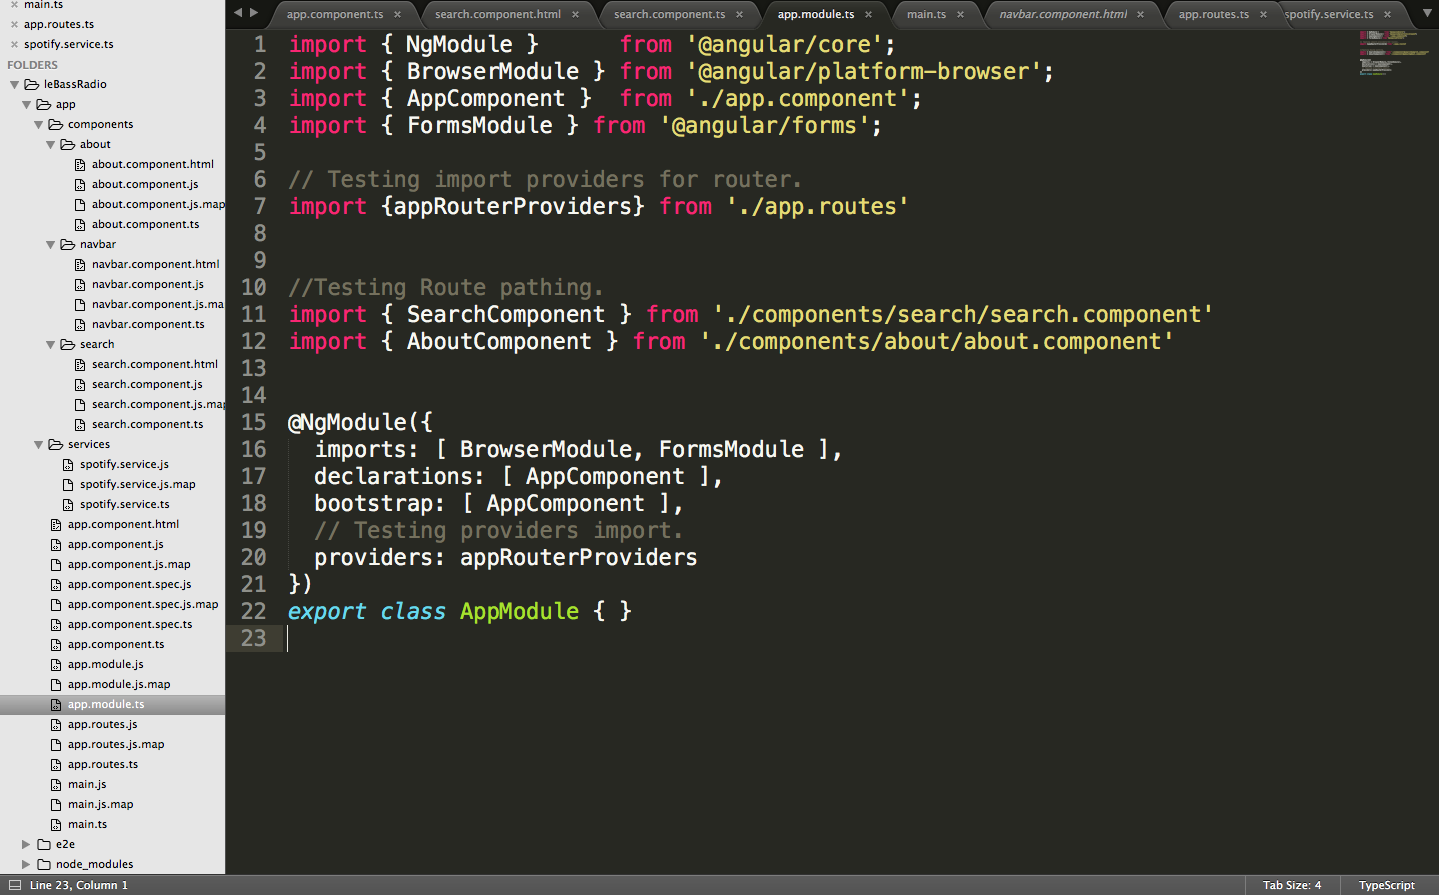 main.ts
app.routes.ts
spotify.service.ts
FOLDERS
leBassRadio
app
components
about
about.component.html
about.component.js
about.component.js.map
about.component.ts
navbar
navbar.component.html
navbar.component.js
navbar.component.js.ma
navbar.component.ts
search
search.component.html
search.component.js
search.component.js.map
search.component.ts
services
spotify.service.js
spotify.service.js.map
spotify.service.ts
app.component.html
app.component.js
app.component.js.map
app.component.spec.js
app.component.spec.js.map
app.component.spec.ts
app.component.ts
app.module.js
app.module.js.map
app.module.ts
app.routes.js
app.routes.js.map
app.routes.ts
main.js
main.js.map
main.ts
e2e
node_modules
app.component.ts × search.component.html × search.component.ts × app.module.ts × main.ts × navbar.component.html × app.routes.ts × spotify.service.ts ×
1 import { NgModule }      from '@angular/core';
2 import { BrowserModule } from '@angular/platform-browser';
3 import { AppComponent }  from './app.component';
4 import { FormsModule } from '@angular/forms';
5
6 // Testing import providers for router.
7 import {appRouterProviders} from './app.routes'
8
9
10 //Testing Route pathing.
11 import { SearchComponent } from './components/search/search.component'
12 import { AboutComponent } from './components/about/about.component'
13
14
15 @NgModule({
16   imports: [ BrowserModule, FormsModule ],
17   declarations: [ AppComponent ],
18   bootstrap: [ AppComponent ],
19   // Testing providers import.
20   providers: appRouterProviders
21 })
22 export class AppModule { }
23
Line 23, Column 1
Tab Size: 4
TypeScript